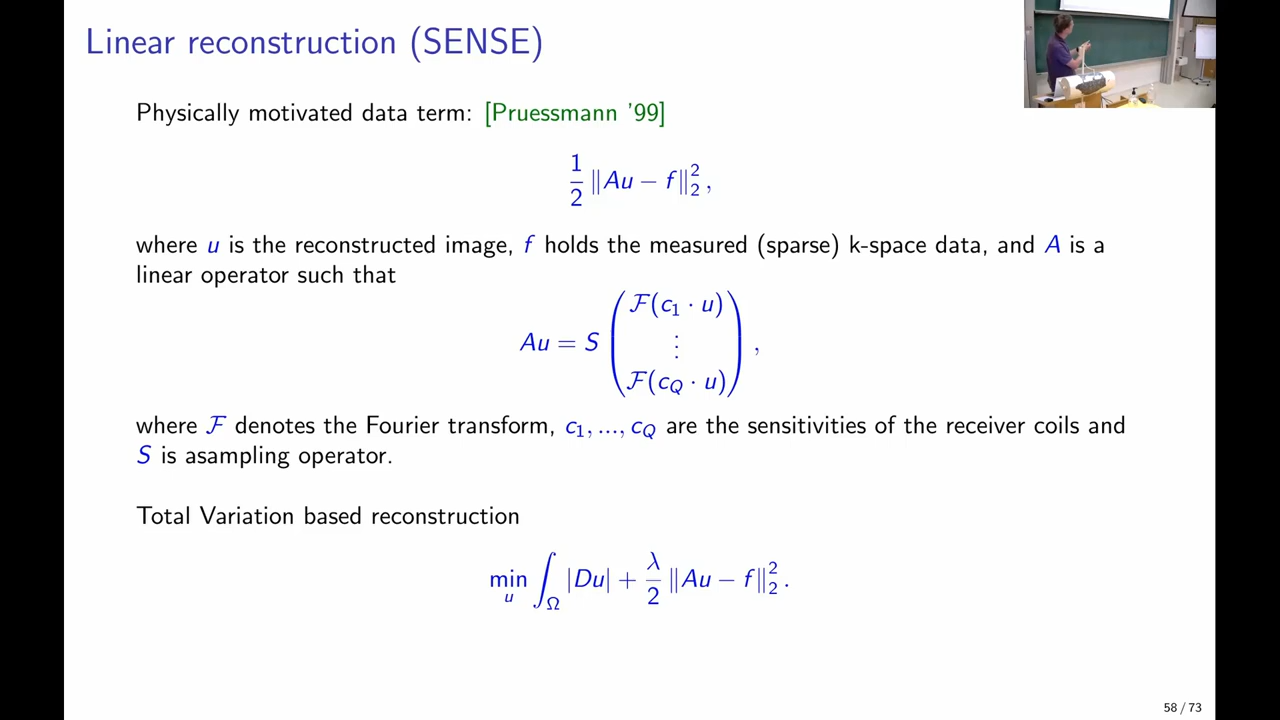 Linear reconstruction (SENSE)
Physically motivated data term: [Pruessmann '99]
1/2 ‖Au − f‖₂²,
where u is the reconstructed image, f holds the measured (sparse) k-space data, and A is a
linear operator such that
Au = S (F(c₁ · u) ⋮ F(c_Q · u)),
where F denotes the Fourier transform, c₁, ..., c_Q are the sensitivities of the receiver coils and
S is asampling operator.
Total Variation based reconstruction
min_u ∫_Ω |Du| + λ/2 ‖Au − f‖₂².
58 / 73